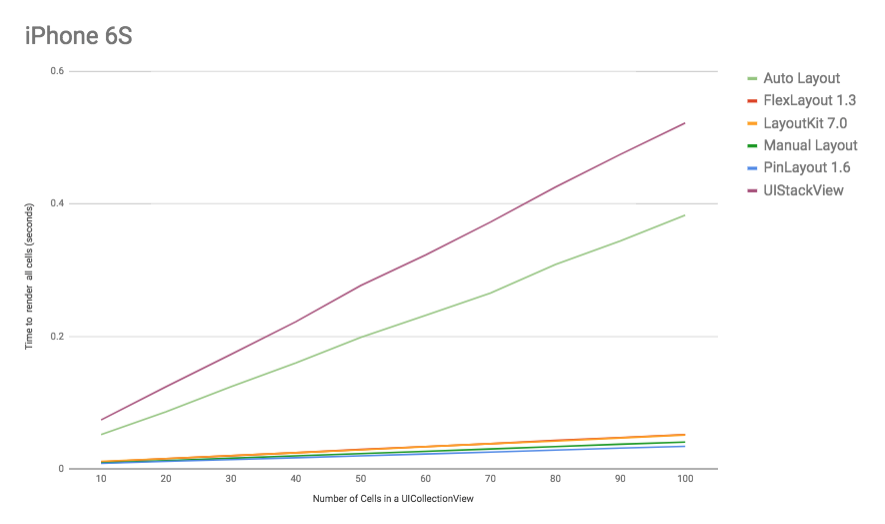 iPhone 6S
0.6
0.4
0.2
0
Time to render all cells (seconds)
10 20 30 40 50 60 70 80 90 100
Number of Cells in a UICollectionView
Auto Layout
FlexLayout 1.3
LayoutKit 7.0
Manual Layout
PinLayout 1.6
UIStackView